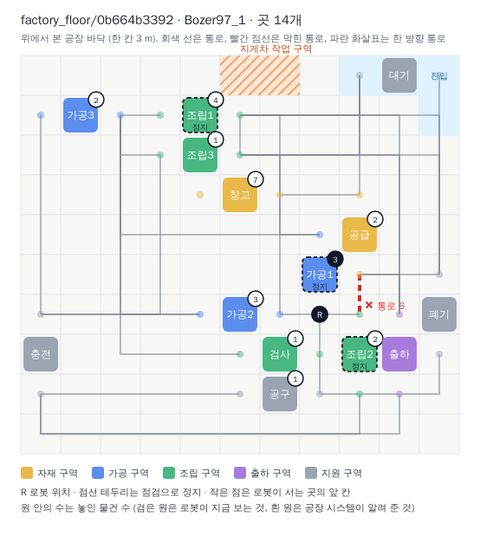 factory_floor/0b664b3392 · Bozer97_1 · 곳 14개
위에서 본 공장 바닥 (한 칸 3 m). 회색 선은 통로, 빨간 점선은 막힌 통로, 파란 화살표는 한 방향 통로
지게차 작업 구역
대기
진입
가공3
2
조립1
4
정지
조립3
1
창고
7
공급
2
가공1
3
정지
통로 6
가공2
3
R
폐기
충전
검사
1
조립2
2
정지
출하
공구
1
자재 구역
가공 구역
조립 구역
출하 구역
지원 구역
R 로봇 위치 · 점선 테두리는 점검으로 정지 · 작은 점은 로봇이 서는 곳의 앞 칸
원 안의 수는 놓인 물건 수 (검은 원은 로봇이 지금 보는 것, 흰 원은 공장 시스템이 알려 준 것)